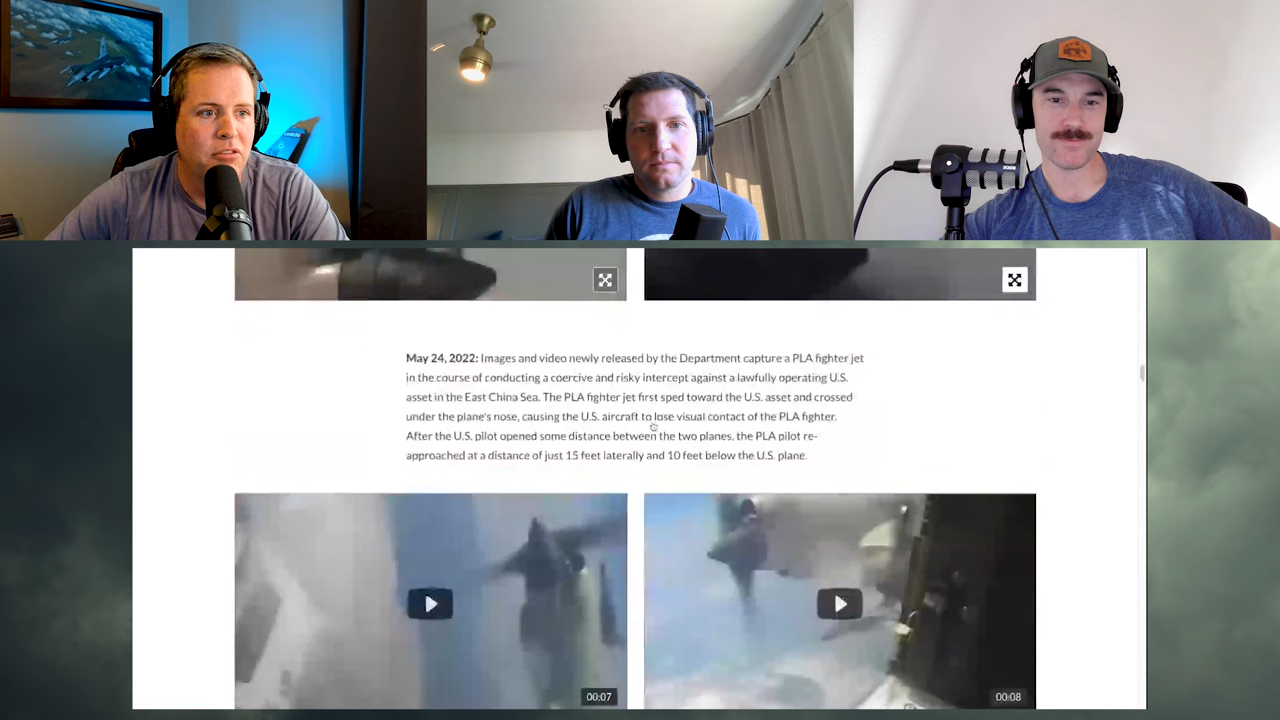 May 24, 2022: Images and video newly released by the Department capture a PLA fighter jet
in the course of conducting a coercive and risky intercept against a lawfully operating U.S.
asset in the East China Sea. The PLA fighter jet first sped toward the U.S. asset and crossed
under the plane's nose, causing the U.S. aircraft to lose visual contact of the PLA fighter.
After the U.S. pilot opened some distance between the two planes, the PLA pilot re-
approached at a distance of just 15 feet laterally and 10 feet below the U.S. plane.
00:07
00:08